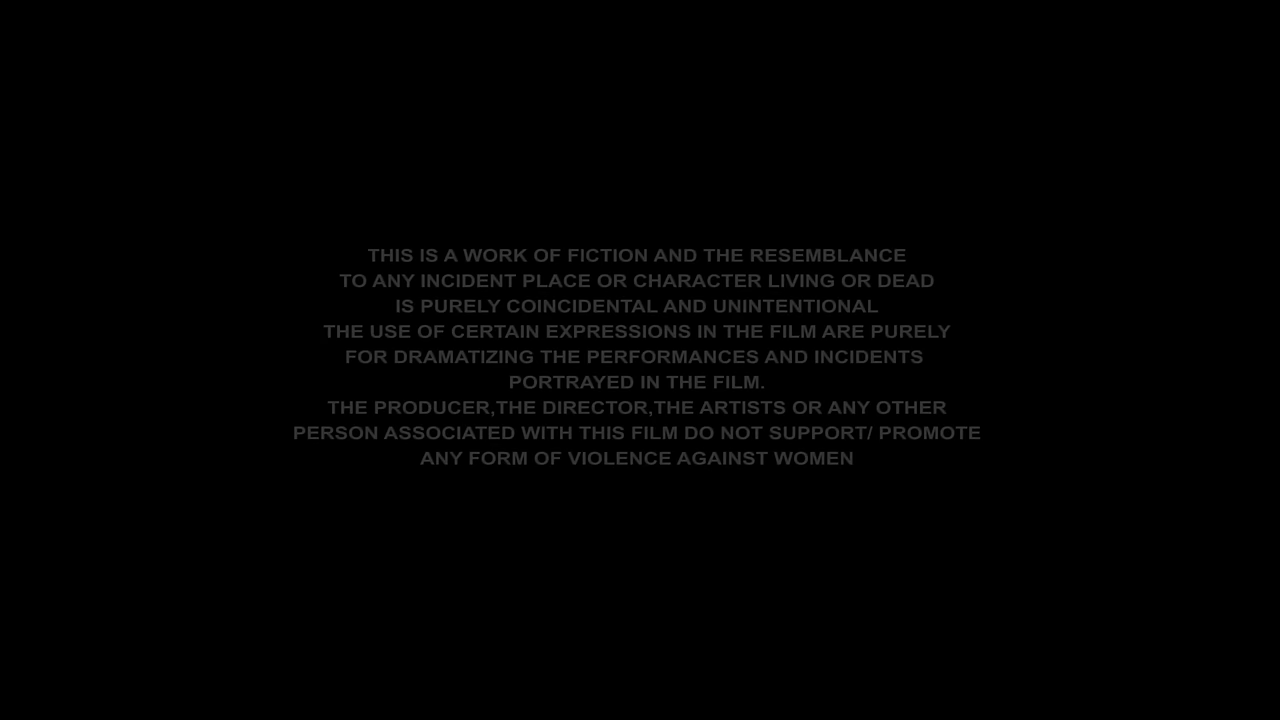 THIS IS A WORK OF FICTION AND THE RESEMBLANCE
TO ANY INCIDENT PLACE OR CHARACTER LIVING OR DEAD
IS PURELY COINCIDENTAL AND UNINTENTIONAL
THE USE OF CERTAIN EXPRESSIONS IN THE FILM ARE PURELY
FOR DRAMATIZING THE PERFORMANCES AND INCIDENTS
PORTRAYED IN THE FILM.
THE PRODUCER,THE DIRECTOR,THE ARTISTS OR ANY OTHER
PERSON ASSOCIATED WITH THIS FILM DO NOT SUPPORT/ PROMOTE
ANY FORM OF VIOLENCE AGAINST WOMEN